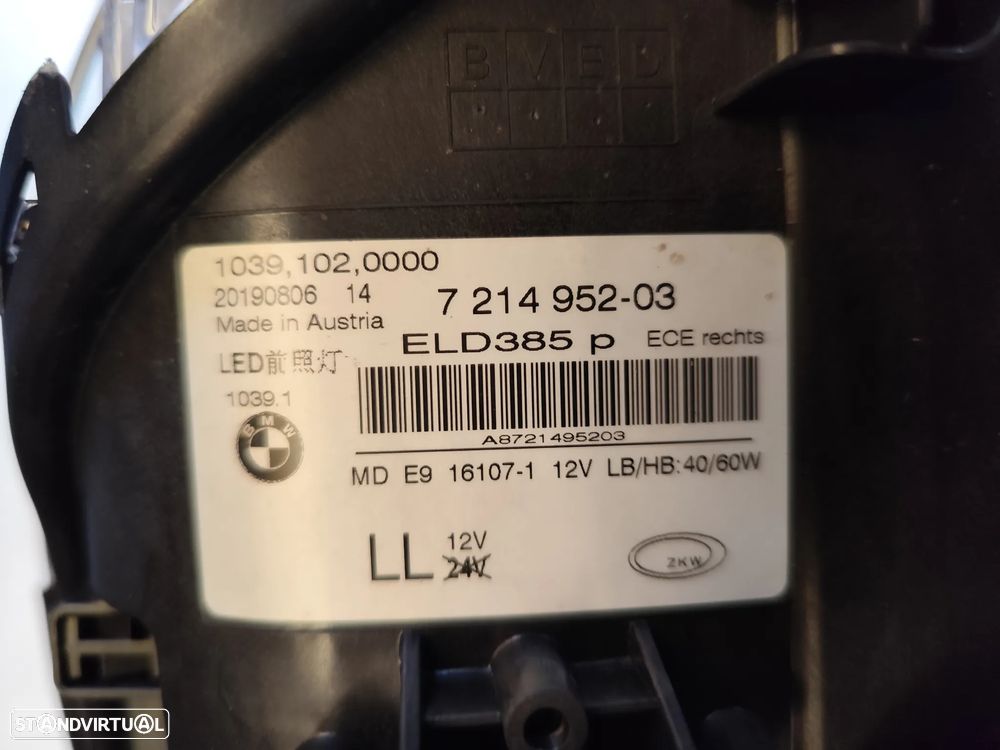 B V E D
1039,102,0000
20190806 14 7 214 952-03
Made in Austria
ELD385 p ECE rechts
LED前照灯
1039.1
BMW
A8721495203
MD E9 16107-1 12V LB/HB:40/60W
LL 12V
24V
ZKW
STANDVIRTUAL